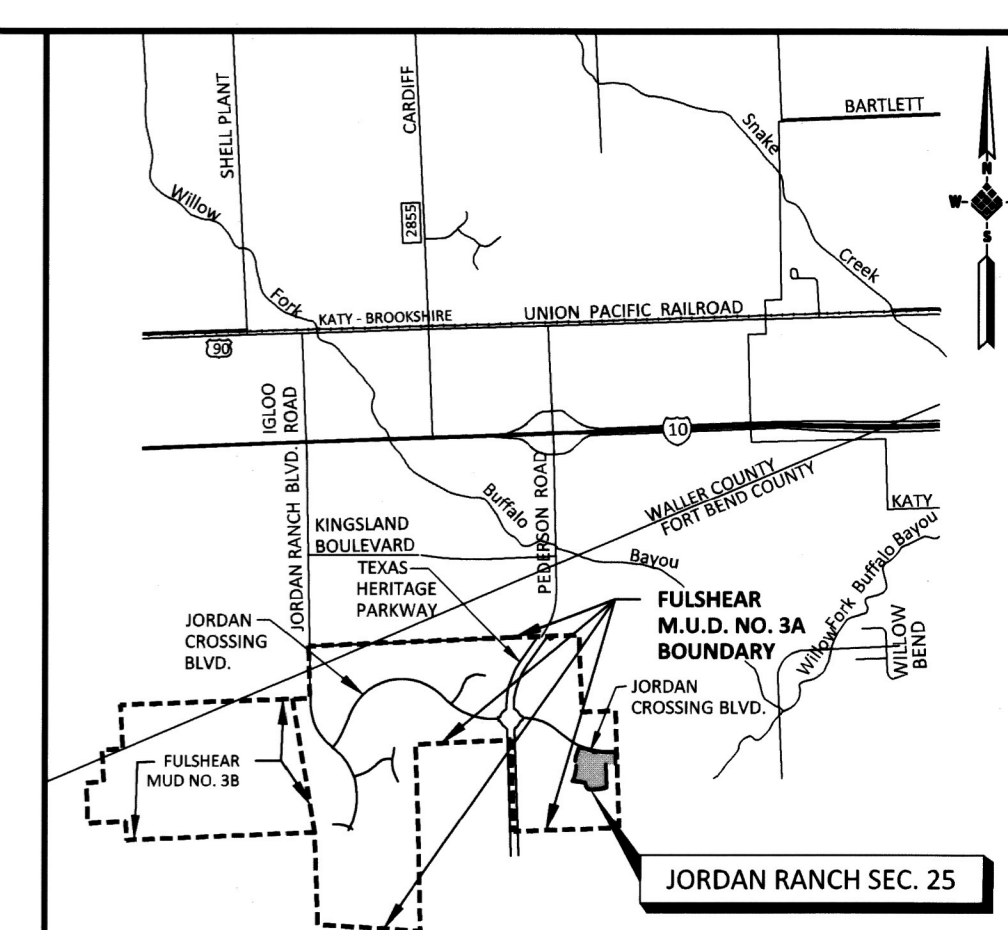 SHELL PLANT
CARDIFF
BARTLETT
Snake
Creek
N
W
S
Willow
Fork
2855
KATY - BROOKSHIRE
UNION PACIFIC RAILROAD
90
IGLOO
ROAD
10
JORDAN RANCH BLVD.
PEDERSON ROAD
WALLER COUNTY
FORT BEND COUNTY
KATY
Buffalo
Bayou
KINGSLAND
BOULEVARD
TEXAS
HERITAGE
PARKWAY
Willow Fork Buffalo Bayou
WILLOW
BEND
JORDAN
CROSSING
BLVD.
FULSHEAR
M.U.D. NO. 3A
BOUNDARY
JORDAN
CROSSING BLVD.
FULSHEAR
MUD NO. 3B
JORDAN RANCH SEC. 25